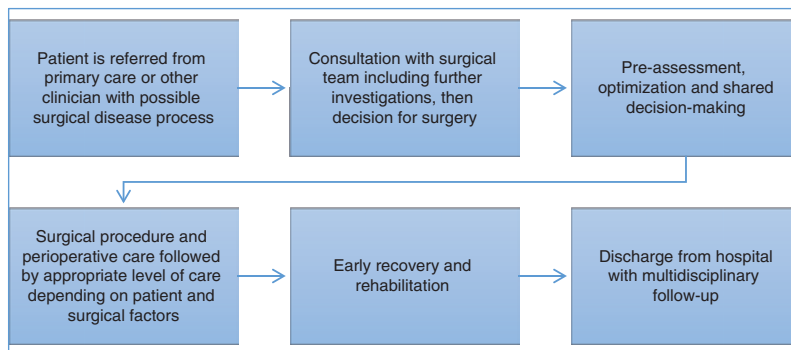 Patient is referred from
primary care or other
clinician with possible
surgical disease process
Consultation with surgical
team including further
investigations, then
decision for surgery
Pre-assessment,
optimization and shared
decision-making
Surgical procedure and
perioperative care followed
by appropriate level of care
depending on patient and
surgical factors
Early recovery and
rehabilitation
Discharge from hospital
with multidisciplinary
follow-up